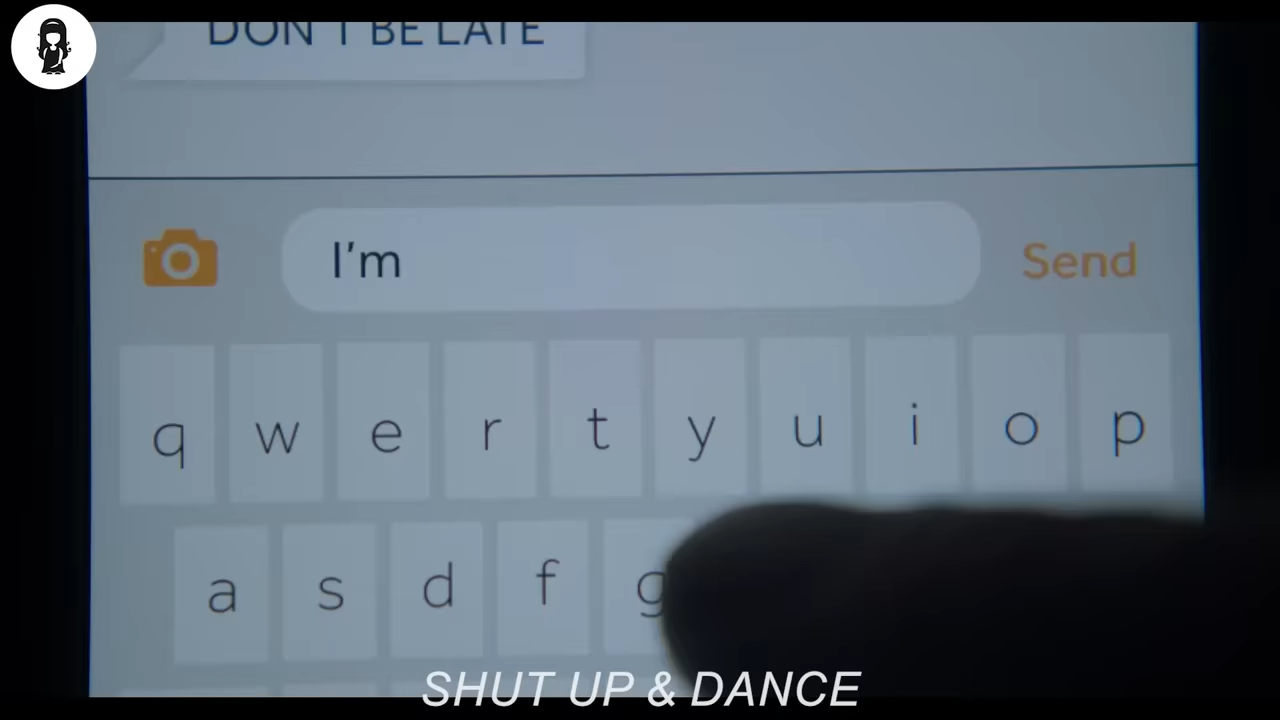 DON'T BE LATE
I'm
Send
q w e r t y u i o p
a s d f g
SHUT UP & DANCE